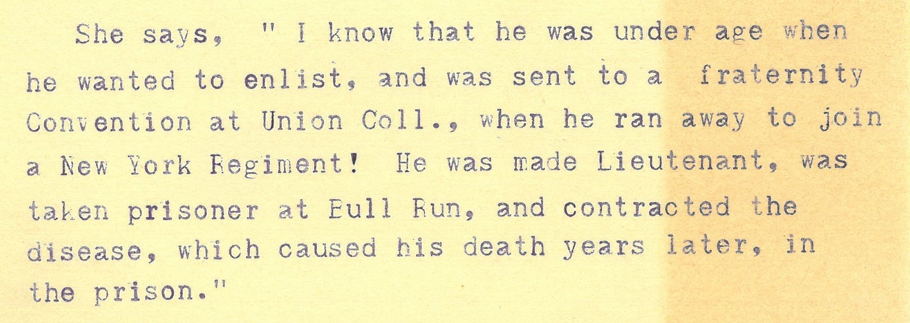 She says, " I know that he was under age when
he wanted to enlist, and was sent to a fraternity
Convention at Union Coll., when he ran away to join
a New York Regiment! He was made Lieutenant, was
taken prisoner at Bull Run, and contracted the
disease, which caused his death years later, in
the prison."